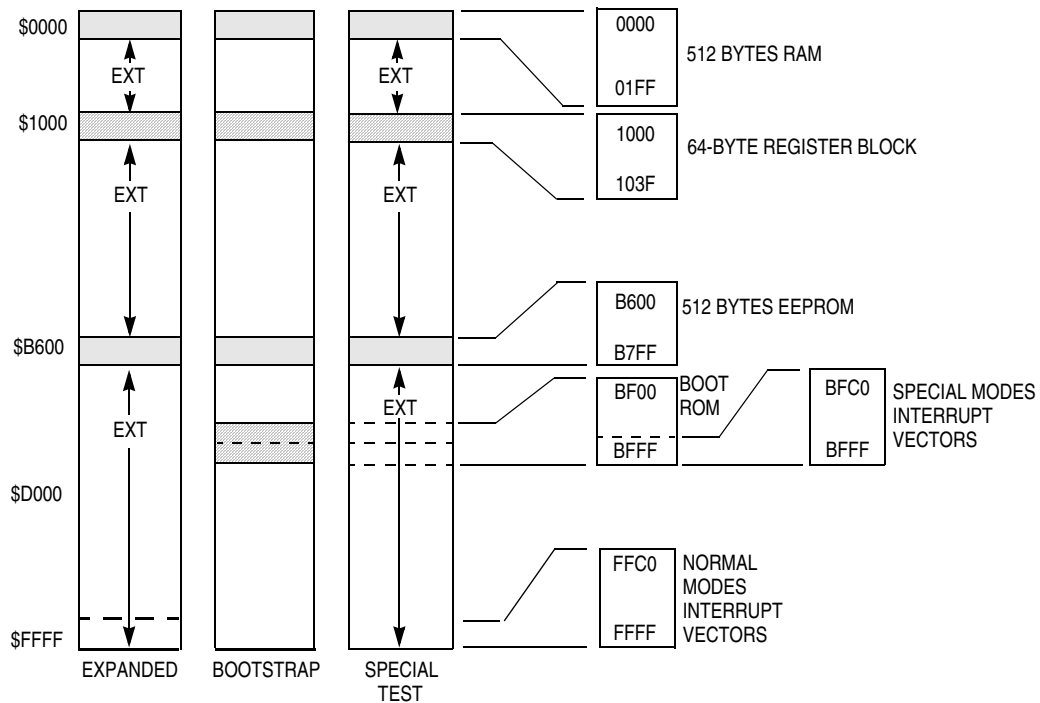 $0000
EXT
EXT
0000
01FF
512 BYTES RAM
$1000
EXT
EXT
1000
103F
64-BYTE REGISTER BLOCK
$B600
EXT
EXT
B600
B7FF
512 BYTES EEPROM
BF00
BFFF
BOOT
ROM
BFC0
BFFF
SPECIAL MODES
INTERRUPT
VECTORS
$D000
FFC0
FFFF
NORMAL
MODES
INTERRUPT
VECTORS
$FFFF
EXPANDED
BOOTSTRAP
SPECIAL
TEST